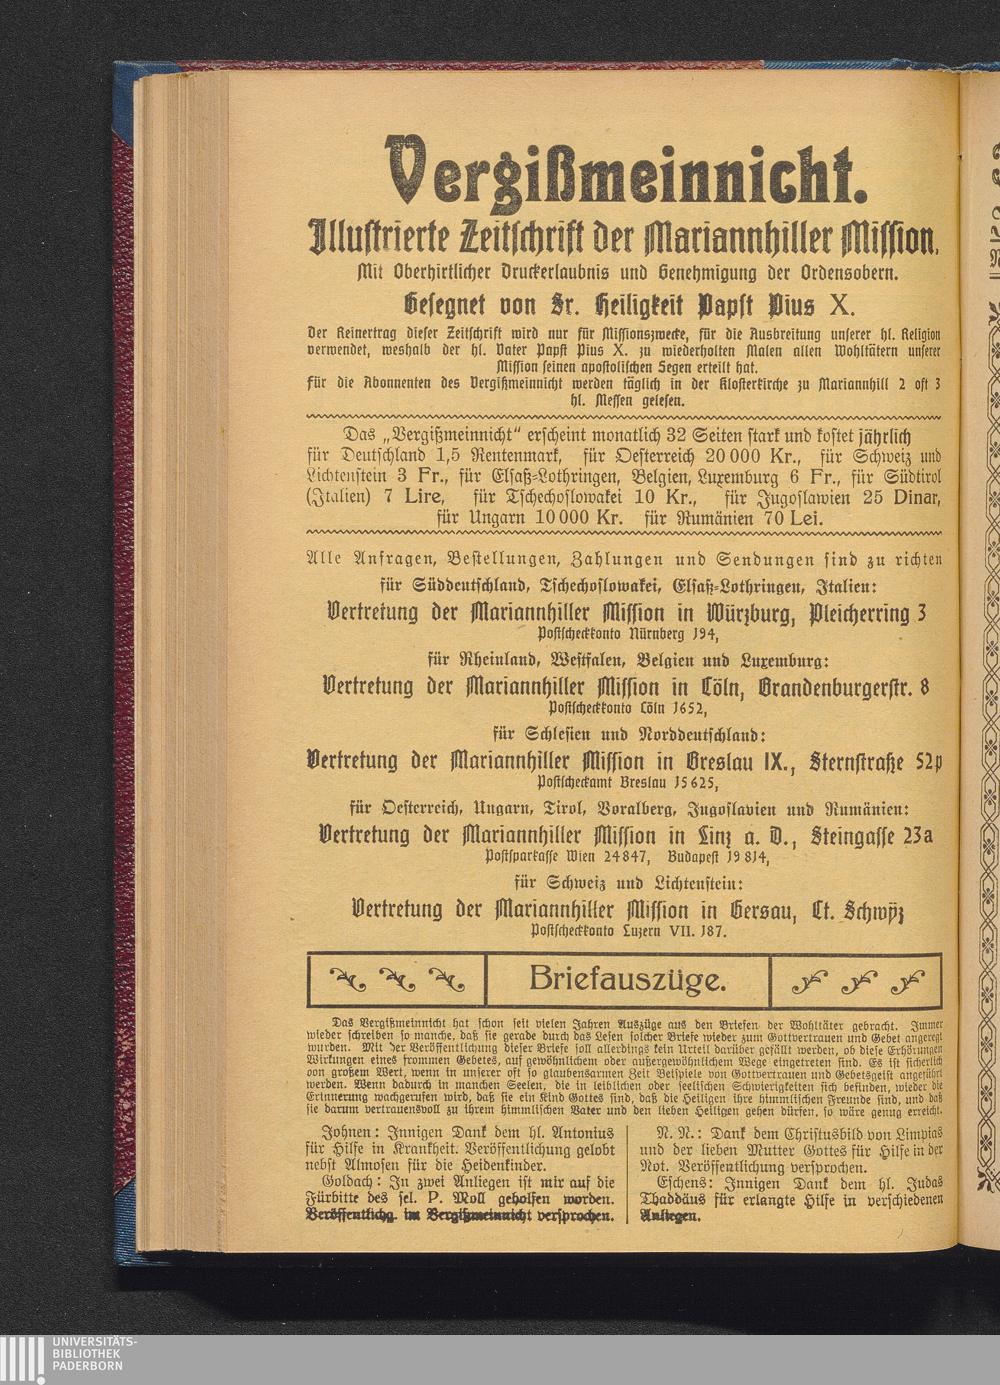 Vergißmeinnicht.
Illustrierte Zeitschrift der Mariannhiller Mission,
Mit Oberhirtlicher Druckerlaubnis und Genehmigung der Ordensobern.
Gesegnet von Sr. Heiligkeit Papst Pius X.
Der Reinertrag dieser Zeitschrift wird nur für Missionszwecke, für die Ausbreitung unserer hl. Religion
verwendet, weshalb der hl. Vater Papst Pius X. zu wiederholten Malen allen Wohltätern unserer
Mission seinen apostolischen Segen erteilt hat.
Für die Abonnenten des Vergißmeinnicht werden täglich in der Klosterkirche zu Mariannhill 2 oft 3
hl. Messen gelesen.
Das „Vergißmeinnicht“ erscheint monatlich 32 Seiten stark und kostet jährlich
für Deutschland 1,5 Rentenmark, für Oesterreich 20 000 Kr., für Schweiz und
Lichtenstein 3 Fr., für Elsaß-Lothringen, Belgien, Luxemburg 6 Fr., für Südtirol
(Italien) 7 Lire, für Tschechoslowakei 10 Kr., für Jugoslawien 25 Dinar,
für Ungarn 10 000 Kr. für Rumänien 70 Lei.
Alle Anfragen, Bestellungen, Zahlungen und Sendungen sind zu richten
für Süddeutschland, Tschechoslowakei, Elsaß-Lothringen, Italien:
Vertretung der Mariannhiller Mission in Würzburg, Pleicherring 3
Postscheckkonto Nürnberg 194,
für Rheinland, Westfalen, Belgien und Luxemburg:
Vertretung der Mariannhiller Mission in Cöln, Brandenburgerstr. 8
Postscheckkonto Cöln 1652,
für Schlesien und Norddeutschland:
Vertretung der Mariannhiller Mission in Breslau IX., Sternstraße 52p
Postscheckamt Breslau 15 625,
für Oesterreich, Ungarn, Tirol, Voralberg, Jugoslavien und Rumänien:
Vertretung der Mariannhiller Mission in Linz a. D., Steingasse 23a
Postsparkasse Wien 24 847, Budapest 19 814,
für Schweiz und Lichtenstein:
Vertretung der Mariannhiller Mission in Gersau, Ct. Schwÿz
Postscheckkonto Luzern VII. 187.
Briefauszüge.
Das Vergißmeinnicht hat schon seit vielen Jahren Auszüge aus den Briefen der Wohltäter gebracht. Immer
wieder schreiben so manche, daß sie gerade durch das Lesen solcher Briefe wieder zum Gottvertrauen und Gebet angeregt
wurden. Mit der Veröffentlichung dieser Briefe soll allerdings kein Urteil darüber gefällt werden, ob diese Erhörungen
Wirkungen eines frommen Gebetes, auf gewöhnlichem oder außergewöhnlichem Wege eingetreten sind. Es ist sicherlich
von großem Wert, wenn in unserer oft so glaubensarmen Zeit Beispiele von Gottvertrauen und Gebetsgeist angeführt
werden. Wenn dadurch in manchen Seelen, die in leiblichen oder seelischen Schwierigkeiten sich befinden, wieder die
Erinnerung wachgerufen wird, daß sie ein Kind Gottes sind, daß die Heiligen ihre himmlischen Freunde sind, und daß
sie darum vertrauensvoll zu ihrem himmlischen Vater und den lieben Heiligen gehen dürfen, so wäre genug erreicht.
Johnen: Innigen Dank dem hl. Antonius
für Hilfe in Krankheit. Veröffentlichung gelobt
nebst Almosen für die Heidenkinder.
Goldach: In zwei Anliegen ist mir auf die
Fürbitte des sel. P. Moll geholfen worden.
Veröffentlichg. im Vergißmeinnicht versprochen.
N. N.: Dank dem Christusbild von Limpias
und der lieben Mutter Gottes für Hilfe in der
Not. Veröffentlichung versprochen.
Eschens: Innigen Dank dem hl. Judas
Thaddäus für erlangte Hilfe in verschiedenen
Anliegen.
UNIVERSITÄTS-
BIBLIOTHEK
PADERBORN